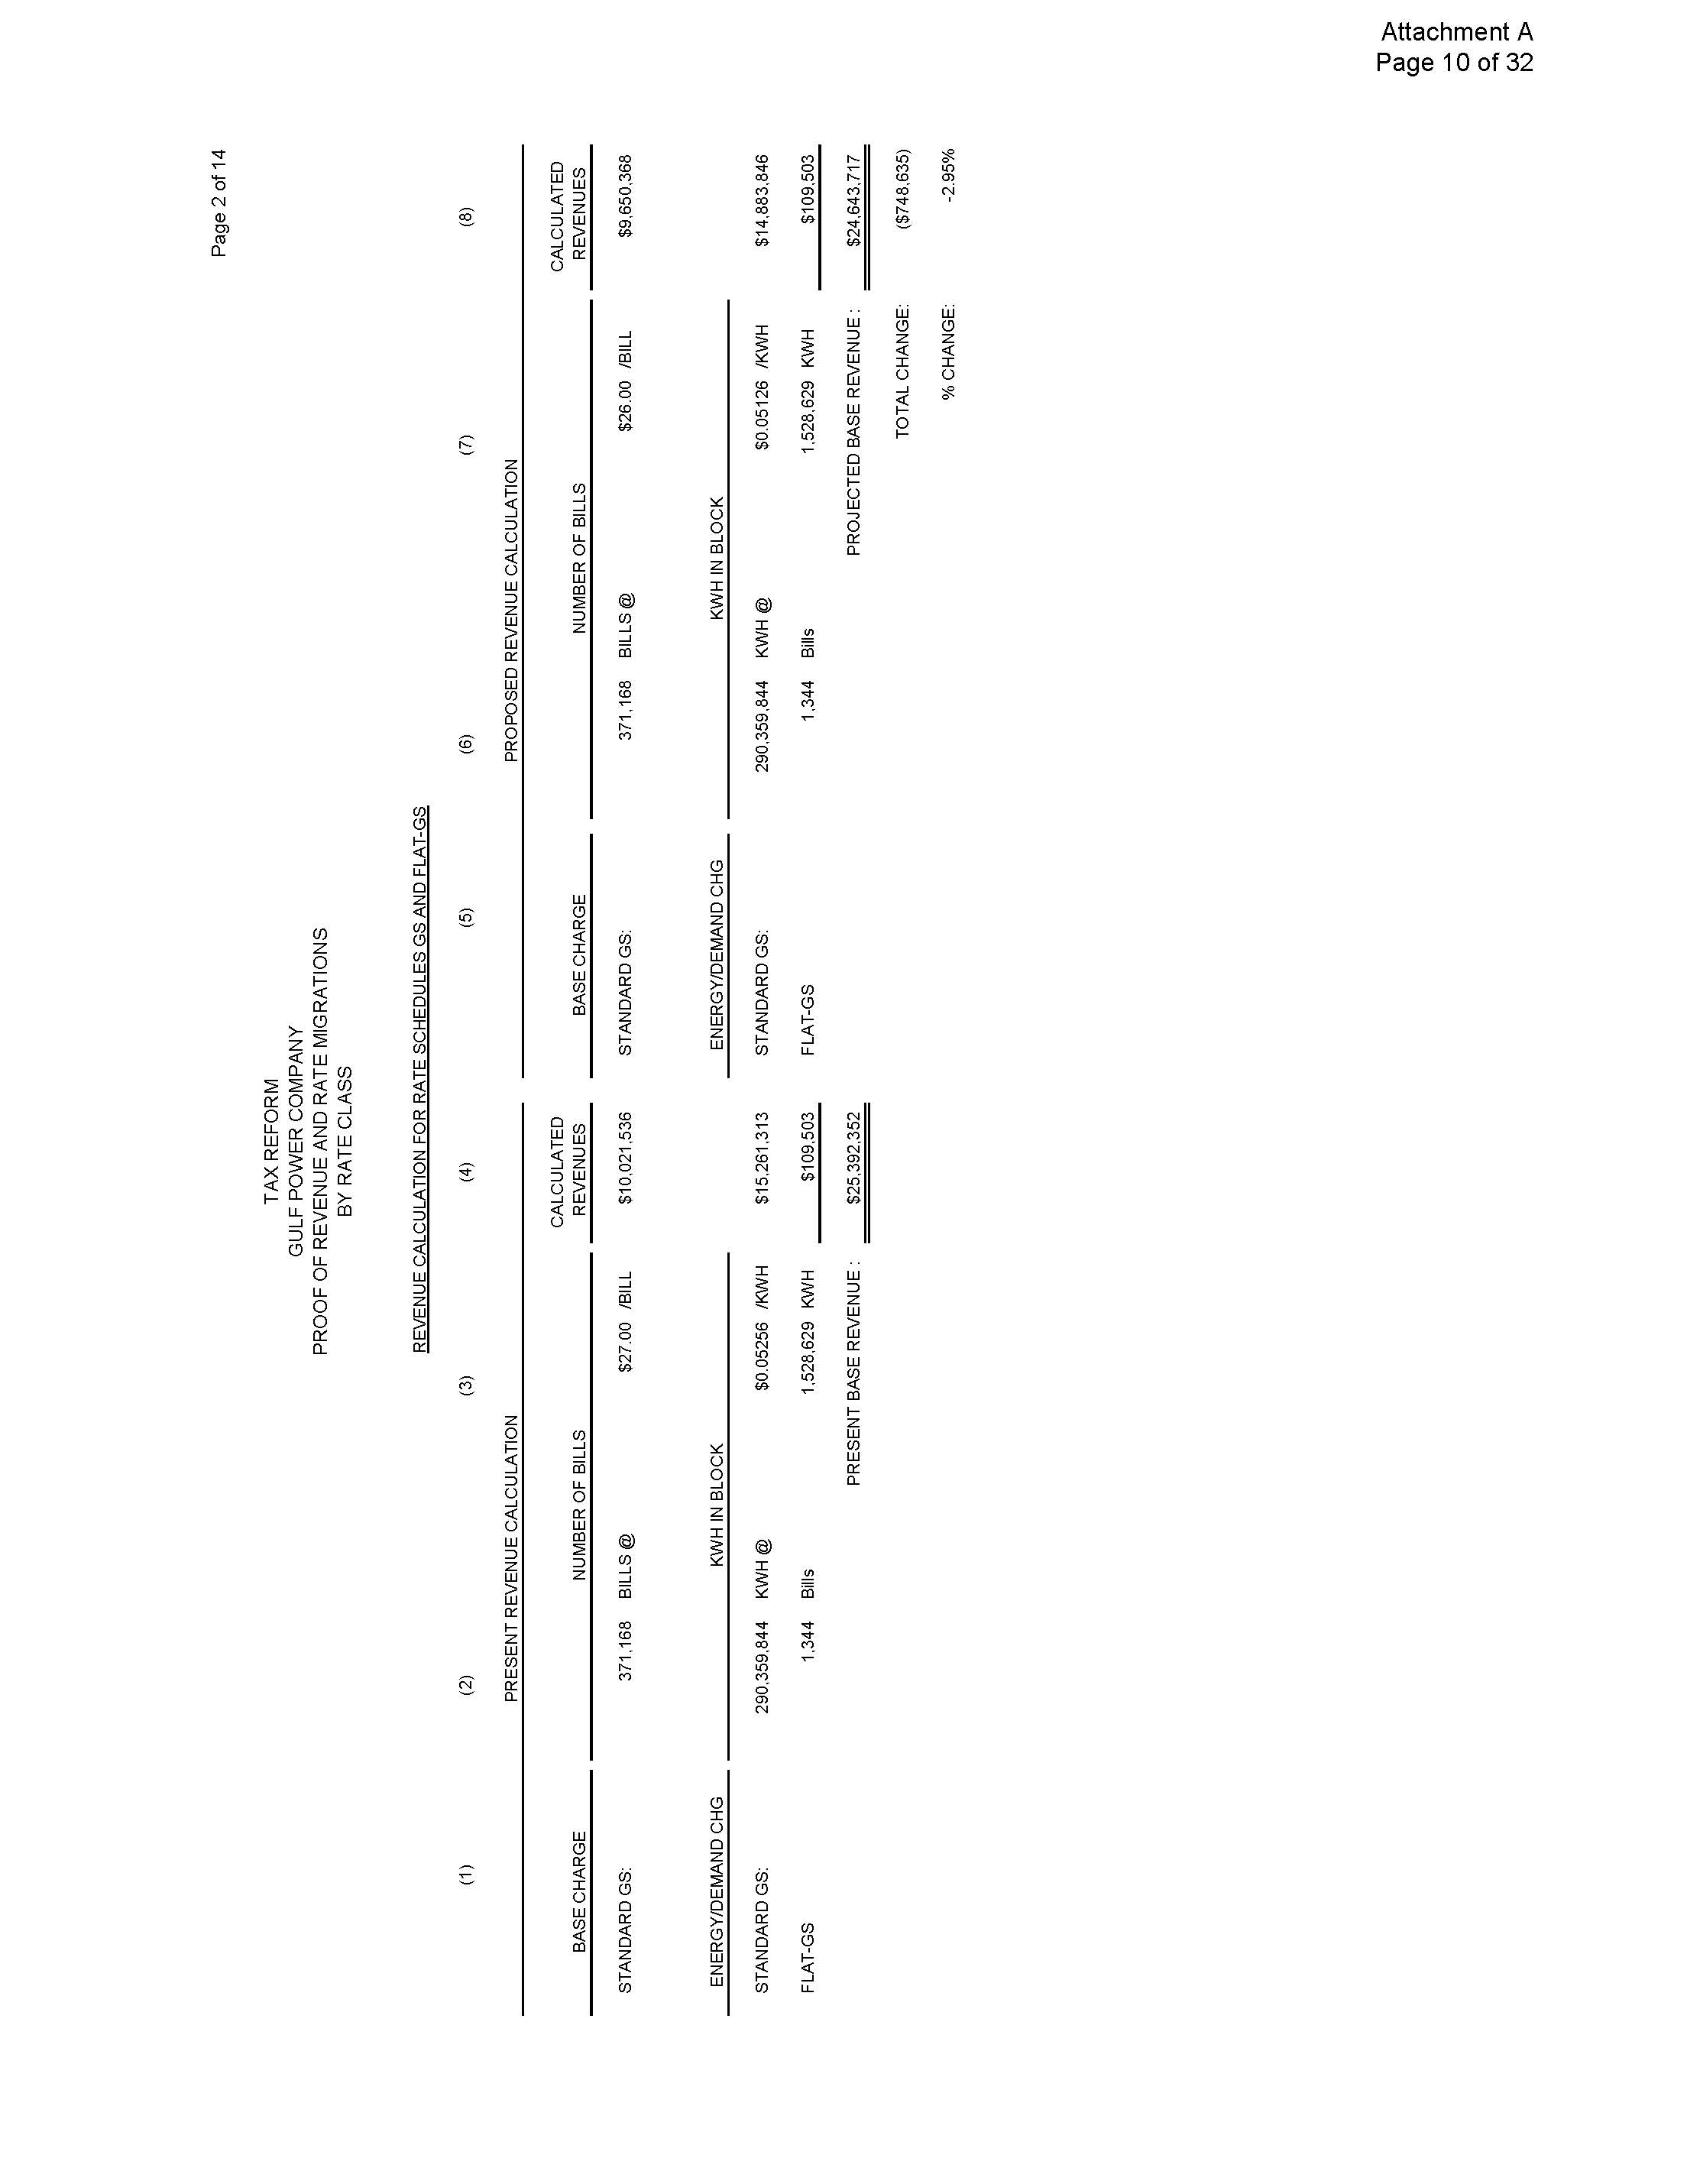 Attachment A
Page 10 of 32
Page 2 of 14
TAX REFORM
GULF POWER COMPANY
PROOF OF REVENUE AND RATE MIGRATIONS
BY RATE CLASS
REVENUE CALCULATION FOR RATE SCHEDULES GS AND FLAT-GS
(1) (2) (3) (4) (5) (6) (7) (8)
PRESENT REVENUE CALCULATION PROPOSED REVENUE CALCULATION
CALCULATED CALCULATED
BASE CHARGE NUMBER OF BILLS REVENUES BASE CHARGE NUMBER OF BILLS REVENUES
STANDARD GS: 371,168 BILLS @ $27.00 /BILL $10,021,536 STANDARD GS: 371,168 BILLS @ $26.00 /BILL $9,650,368
ENERGY/DEMAND CHG KWH IN BLOCK ENERGY/DEMAND CHG KWH IN BLOCK
STANDARD GS: 290,359,844 KWH @ $0.05256 /KWH $15,261,313 STANDARD GS: 290,359,844 KWH @ $0.05126 /KWH $14,883,846
FLAT-GS 1,344 Bills 1,528,629 KWH $109,503 FLAT-GS 1,344 Bills 1,528,629 KWH $109,503
PRESENT BASE REVENUE : $25,392,352 PROJECTED BASE REVENUE : $24,643,717
TOTAL CHANGE: ($748,635)
% CHANGE: -2.95%